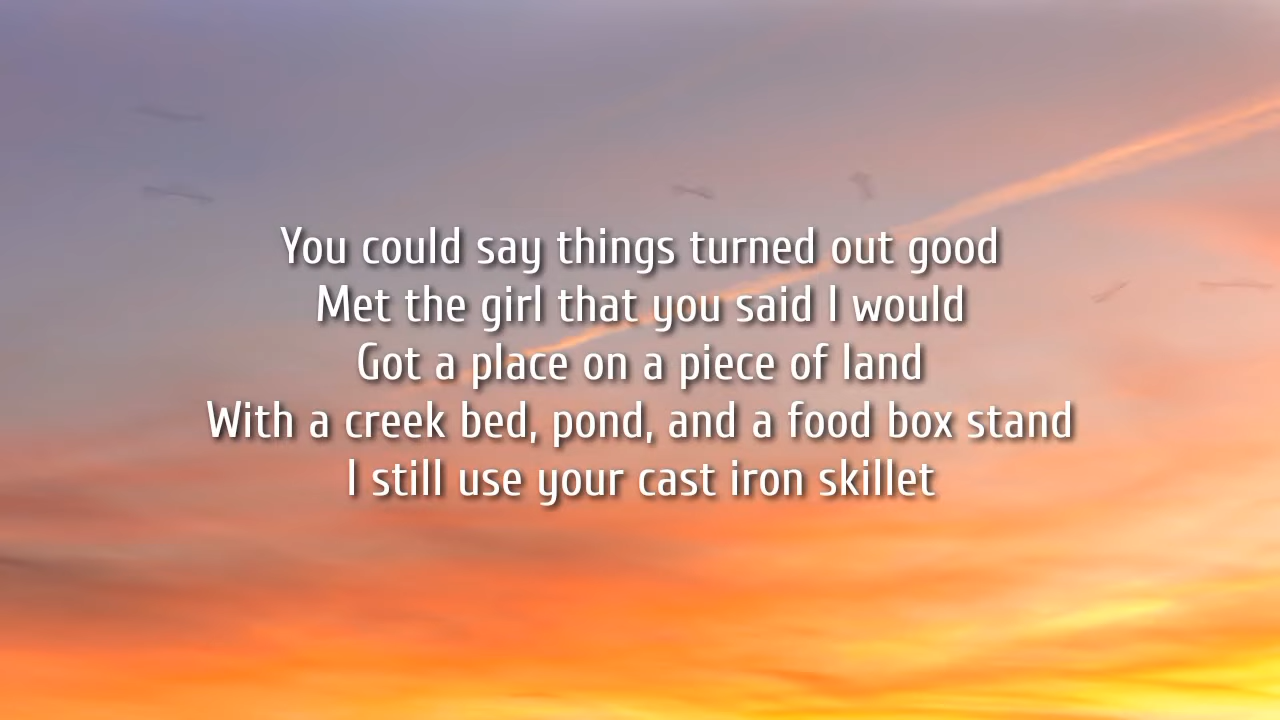 You could say things turned out good
Met the girl that you said I would
Got a place on a piece of land
With a creek bed, pond, and a food box stand
I still use your cast iron skillet